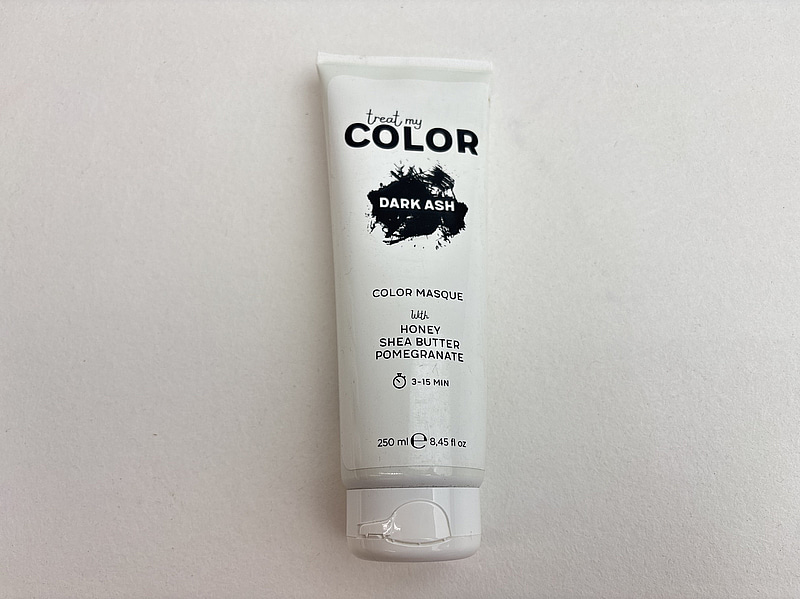 treat my
COLOR
DARK ASH
COLOR MASQUE
With
HONEY
SHEA BUTTER
POMEGRANATE
3-15 MIN
250 ml ℮ 8,45 fl oz